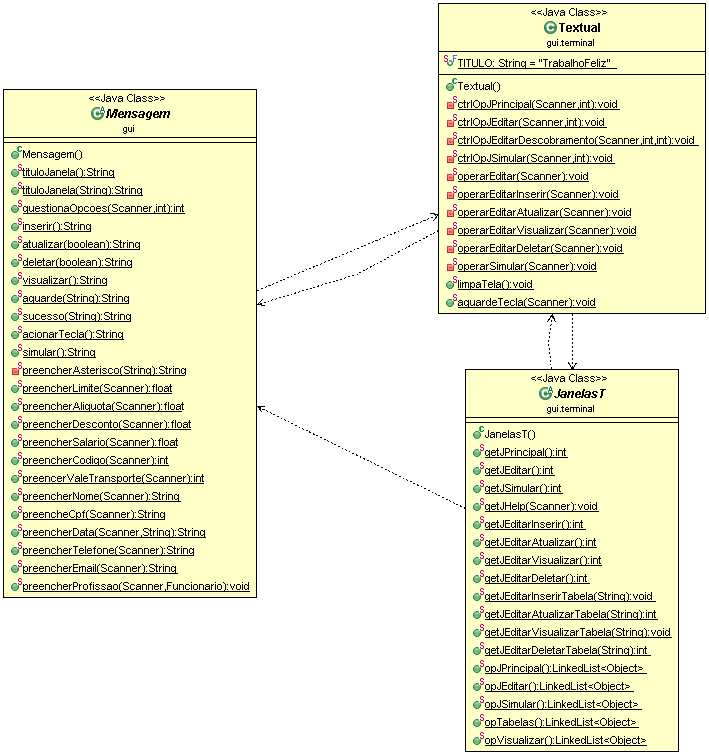 <<Java Class>>
Mensagem
gui
Mensagem()
tituloJanela():String
tituloJanela(String):String
questionaOpcoes(Scanner,int):int
inserir():String
atualizar(boolean):String
deletar(boolean):String
visualizar():String
aguarde(String):String
sucesso(String):String
acionarTecla():String
simular():String
preencherAsterisco(String):String
preencherLimite(Scanner):float
preencherAliquota(Scanner):float
preencherDesconto(Scanner):float
preencherSalario(Scanner):float
preencherCodigo(Scanner):int
preencerValeTransporte(Scanner):int
preencherNome(Scanner):String
preencheCpf(Scanner):String
preencherData(Scanner,String):String
preencherTelefone(Scanner):String
preencherEmail(Scanner):String
preencherProfissao(Scanner,Funcionario):void
<<Java Class>>
Textual
gui.terminal
TITULO: String = "TrabalhoFeliz"
Textual()
ctrlOpJPrincipal(Scanner,int):void
ctrlOpJEditar(Scanner,int):void
ctrlOpJEditarDescobramento(Scanner,int,int):void
ctrlOpJSimular(Scanner,int):void
operarEditar(Scanner):void
operarEditarInserir(Scanner):void
operarEditarAtualizar(Scanner):void
operarEditarVisualizar(Scanner):void
operarEditarDeletar(Scanner):void
operarSimular(Scanner):void
limpaTela():void
aguardeTecla(Scanner):void
<<Java Class>>
JanelasT
gui.terminal
JanelasT()
getJPrincipal():int
getJEditar():int
getJSimular():int
getJHelp(Scanner):void
getJEditarInserir():int
getJEditarAtualizar():int
getJEditarVisualizar():int
getJEditarDeletar():int
getJEditarInserirTabela(String):void
getJEditarAtualizarTabela(String):int
getJEditarVisualizarTabela(String):void
getJEditarDeletarTabela(String):int
opJPrincipal():LinkedList<Object>
opJEditar():LinkedList<Object>
opJSimular():LinkedList<Object>
opTabelas():LinkedList<Object>
opVisualizar():LinkedList<Object>